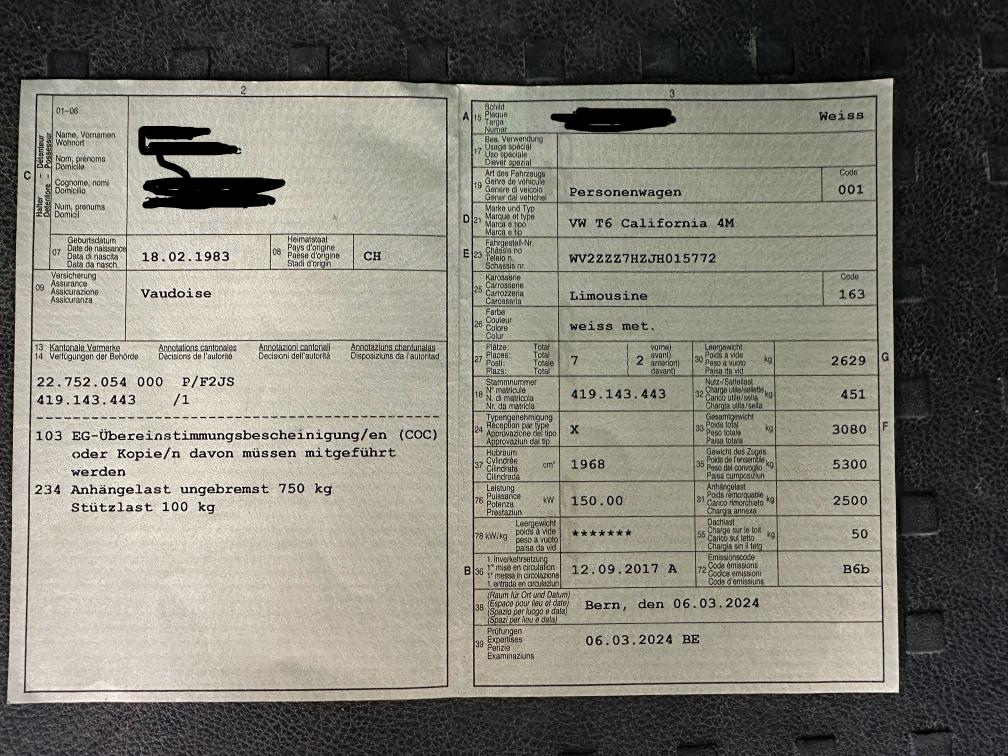 2
01-06
C
Halter Détenteur
Detentore - Possessur
Name, Vornamen
Wohnort
Nom, prénoms
Domicile
Cognome, nomi
Domicilio
Num, prenums
Domicil
07
Geburtsdatum
Date de naissance
Data di nascita
Data da nasch.
18.02.1983
08
Heimatstaat
Pays d'origine
Paese d'origine
Stadi d'origin
CH
09
Versicherung
Assurance
Assicurazione
Assicuranza
Vaudoise
13 Kantonale Vermerke Annotations cantonales Annotazioni cantonali Annotaziuns chantunalas
14 Verfügungen der Behörde Décisions de l'autorité Decisioni dell'autorità Disposiziuns da l'autoritad
22.752.054 000 P/F2JS
419.143.443 /1
103 EG-Übereinstimmungsbescheinigung/en (COC)
oder Kopie/n davon müssen mitgeführt
werden
234 Anhängelast ungebremst 750 kg
Stützlast 100 kg
3
A
15
Schild
Plaque
Targa
Numer
Weiss
17
Bes. Verwendung
Usage spécial
Uso speciale
Diever spezial
19
Art des Fahrzeugs
Genre de véhicule
Genere di veicolo
Gener dal vehichel
Personenwagen
Code
001
D
21
Marke und Typ
Marque et type
Marca e tipo
Marca e tip
VW T6 California 4M
E
23
Fahrgestell-Nr.
Châssis no
Telaio n.
Schassis nr.
WV2ZZZ7HZJH015772
25
Karosserie
Carrosserie
Carrozzeria
Carossaria
Limousine
Code
163
26
Farbe
Couleur
Colore
Colur
weiss met.
27
Plätze: Total
Places: Total
Posti: Totale
Plazs: Total
7
( 2
vorne)
avant)
anteriori)
davant)
30
Leergewicht
Poids à vide
Peso a vuoto
Paisa da vid
kg
2629
G
18
Stammnummer
N° matricule
N. di matricola
Nr. da matricla
419.143.443
32
Nutz-/Sattellast
Charge utile/sellette
Carico utile/sella
Chargia utila/sella
kg
451
24
Typengenehmigung
Réception par type
Approvazione del tipo
Approvaziun dal tip
X
33
Gesamtgewicht
Poids total
Peso totale
Paisa totala
kg
3080
F
37
Hubraum
Cylindrée
Cilindrata
Cilindrada
cm³
1968
35
Gewicht des Zuges
Poids de l'ensemble
Peso del convoglio
Paisa cumposiziun
kg
5300
76
Leistung
Puissance
Potenza
Prestaziun
kW
150.00
31
Anhängelast
Poids remorquable
Carico rimorchiato
Chargia annexa
kg
2500
78 kW/kg
Leergewicht
poids à vide
peso a vuoto
paisa da vid
*******
55
Dachlast
Charge sur le toit
Carico sul tetto
Chargia sin il tetg
kg
50
B
36
1. Inverkehrsetzung
1re mise en circulation
1a messa in circolazione
1. entrada en circulaziun
12.09.2017 A
72
Emissionscode
Code émissions
Codice emissioni
Code d'emissiuns
B6b
38
(Raum für Ort und Datum)
(Espace pour lieu et date)
(Spazio per luogo e data)
(Spazi per lieu e data)
Bern, den 06.03.2024
39
Prüfungen
Expertises
Perizie
Examinaziuns
06.03.2024 BE